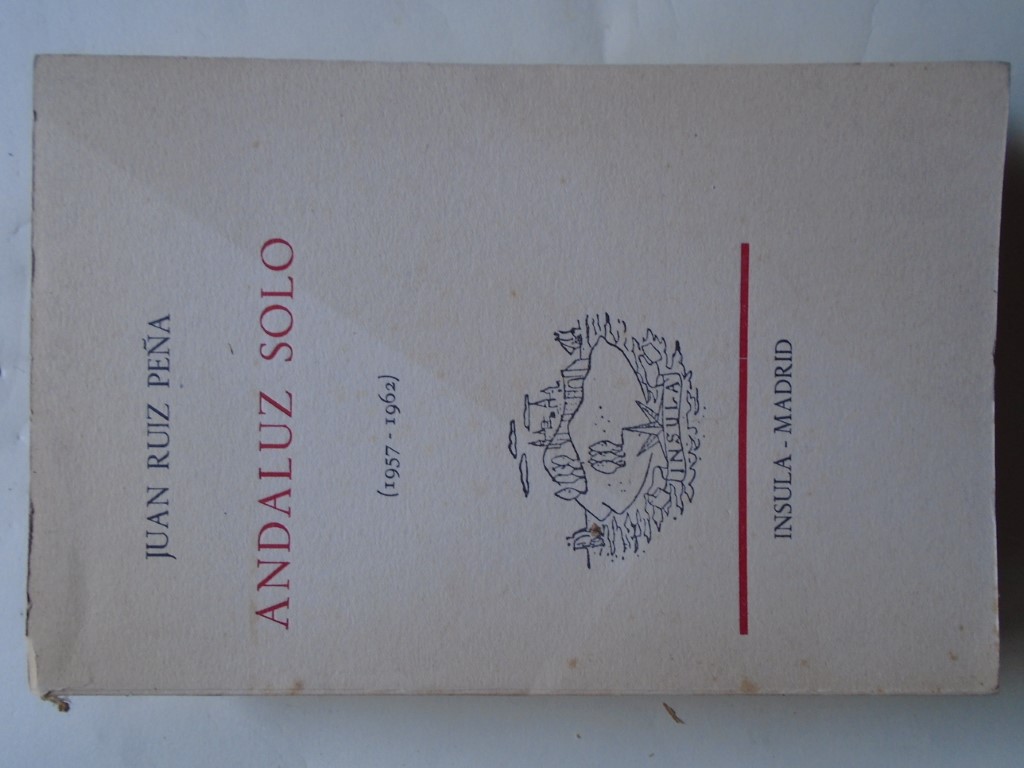 JUAN RUIZ PEÑA
ANDALUZ SOLO
(1957 - 1962)
INSULA
INSULA - MADRID